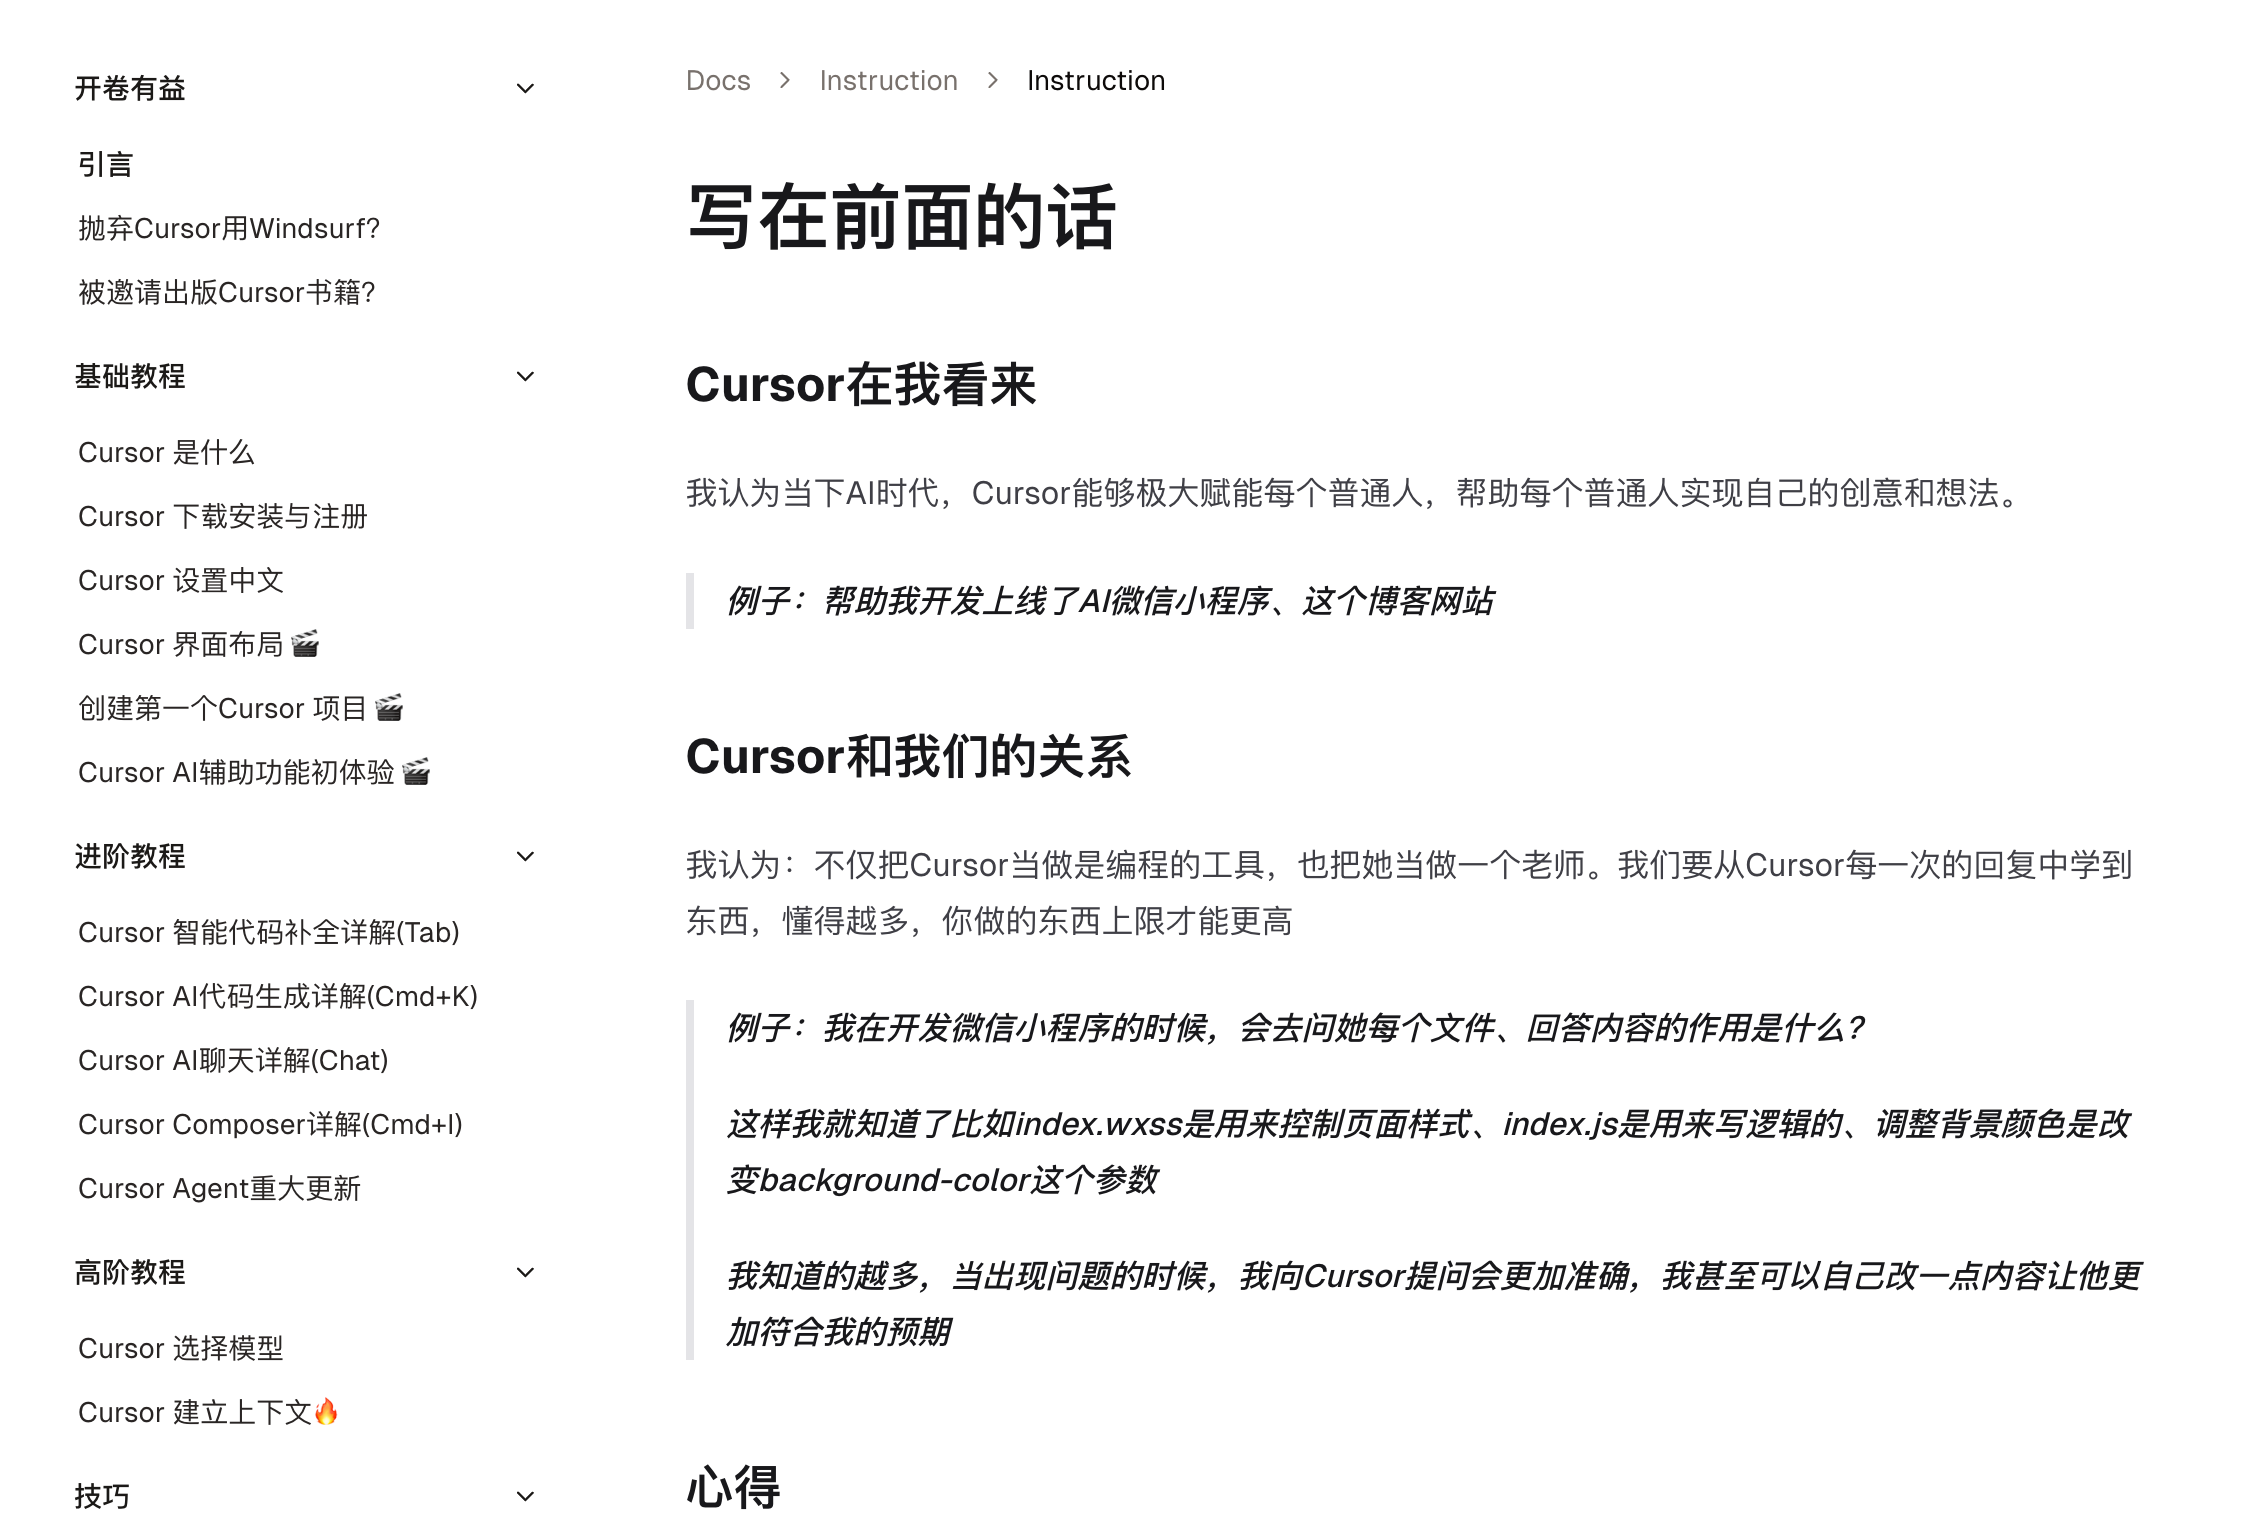 开卷有益
引言
抛弃Cursor用Windsurf?
被邀请出版Cursor书籍?
基础教程
Cursor 是什么
Cursor 下载安装与注册
Cursor 设置中文
Cursor 界面布局 🎬
创建第一个Cursor 项目 🎬
Cursor AI辅助功能初体验 🎬
进阶教程
Cursor 智能代码补全详解(Tab)
Cursor AI代码生成详解(Cmd+K)
Cursor AI聊天详解(Chat)
Cursor Composer详解(Cmd+I)
Cursor Agent重大更新
高阶教程
Cursor 选择模型
Cursor 建立上下文🔥
技巧
Docs > Instruction > Instruction
写在前面的话
Cursor在我看来
我认为当下AI时代，Cursor能够极大赋能每个普通人，帮助每个普通人实现自己的创意和想法。
例子：帮助我开发上线了AI微信小程序、这个博客网站
Cursor和我们的关系
我认为：不仅把Cursor当做是编程的工具，也把她当做一个老师。我们要从Cursor每一次的回复中学到
东西，懂得越多，你做的东西上限才能更高
例子：我在开发微信小程序的时候，会去问她每个文件、回答内容的作用是什么？
这样我就知道了比如index.wxss是用来控制页面样式、index.js是用来写逻辑的、调整背景颜色是改
变background-color这个参数
我知道的越多，当出现问题的时候，我向Cursor提问会更加准确，我甚至可以自己改一点内容让他更
加符合我的预期
心得